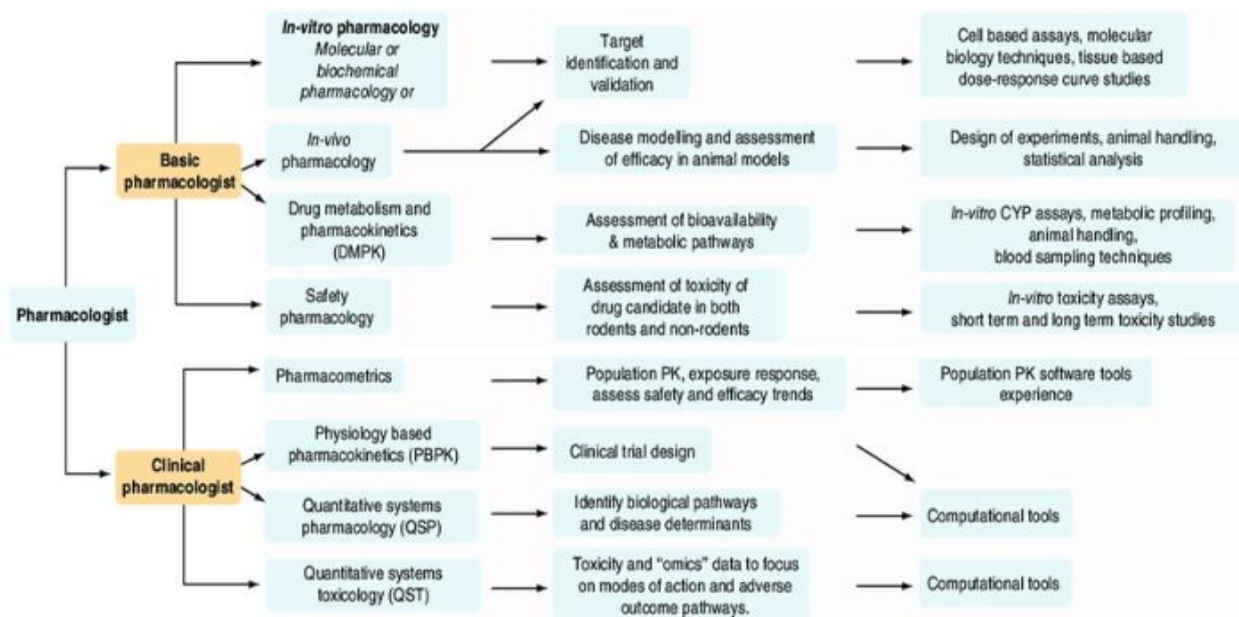 In-vitro pharmacology
Molecular or
biochemical
pharmacology or
Target
identification and
validation
Cell based assays, molecular
biology techniques, tissue based
dose-response curve studies
Basic
pharmacologist
In-vivo
pharmacology
Disease modelling and assessment
of efficacy in animal models
Design of experiments, animal handling,
statistical analysis
Drug metabolism and
pharmacokinetics
(DMPK)
Assessment of bioavailability
& metabolic pathways
In-vitro CYP assays, metabolic profiling,
animal handling,
blood sampling techniques
Pharmacologist
Safety
pharmacology
Assessment of toxicity of
drug candidate in both
rodents and non-rodents
In-vitro toxicity assays,
short term and long term toxicity studies
Pharmacometrics
Population PK, exposure response,
assess safety and efficacy trends
Population PK software tools
experience
Clinical
pharmacologist
Physiology based
pharmacokinetics (PBPK)
Clinical trial design
Quantitative systems
pharmacology (QSP)
Identify biological pathways
and disease determinants
Computational tools
Quantitative systems
toxicology (QST)
Toxicity and "omics" data to focus
on modes of action and adverse
outcome pathways.
Computational tools